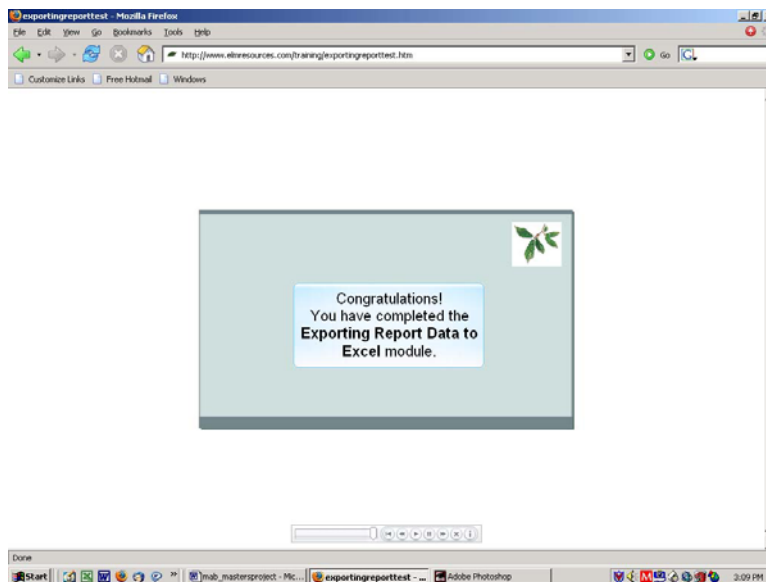 exportingreporttest - Mozilla Firefox
File Edit View Go Bookmarks Tools Help
http://www.elmresources.com/training/exportingreporttest.htm
Go
Customize Links Free Hotmail Windows
Congratulations!
You have completed the
Exporting Report Data to
Excel module.
Done
Start
mab_mastersproject - Mic...
exportingreporttest - ...
Adobe Photoshop
3:09 PM